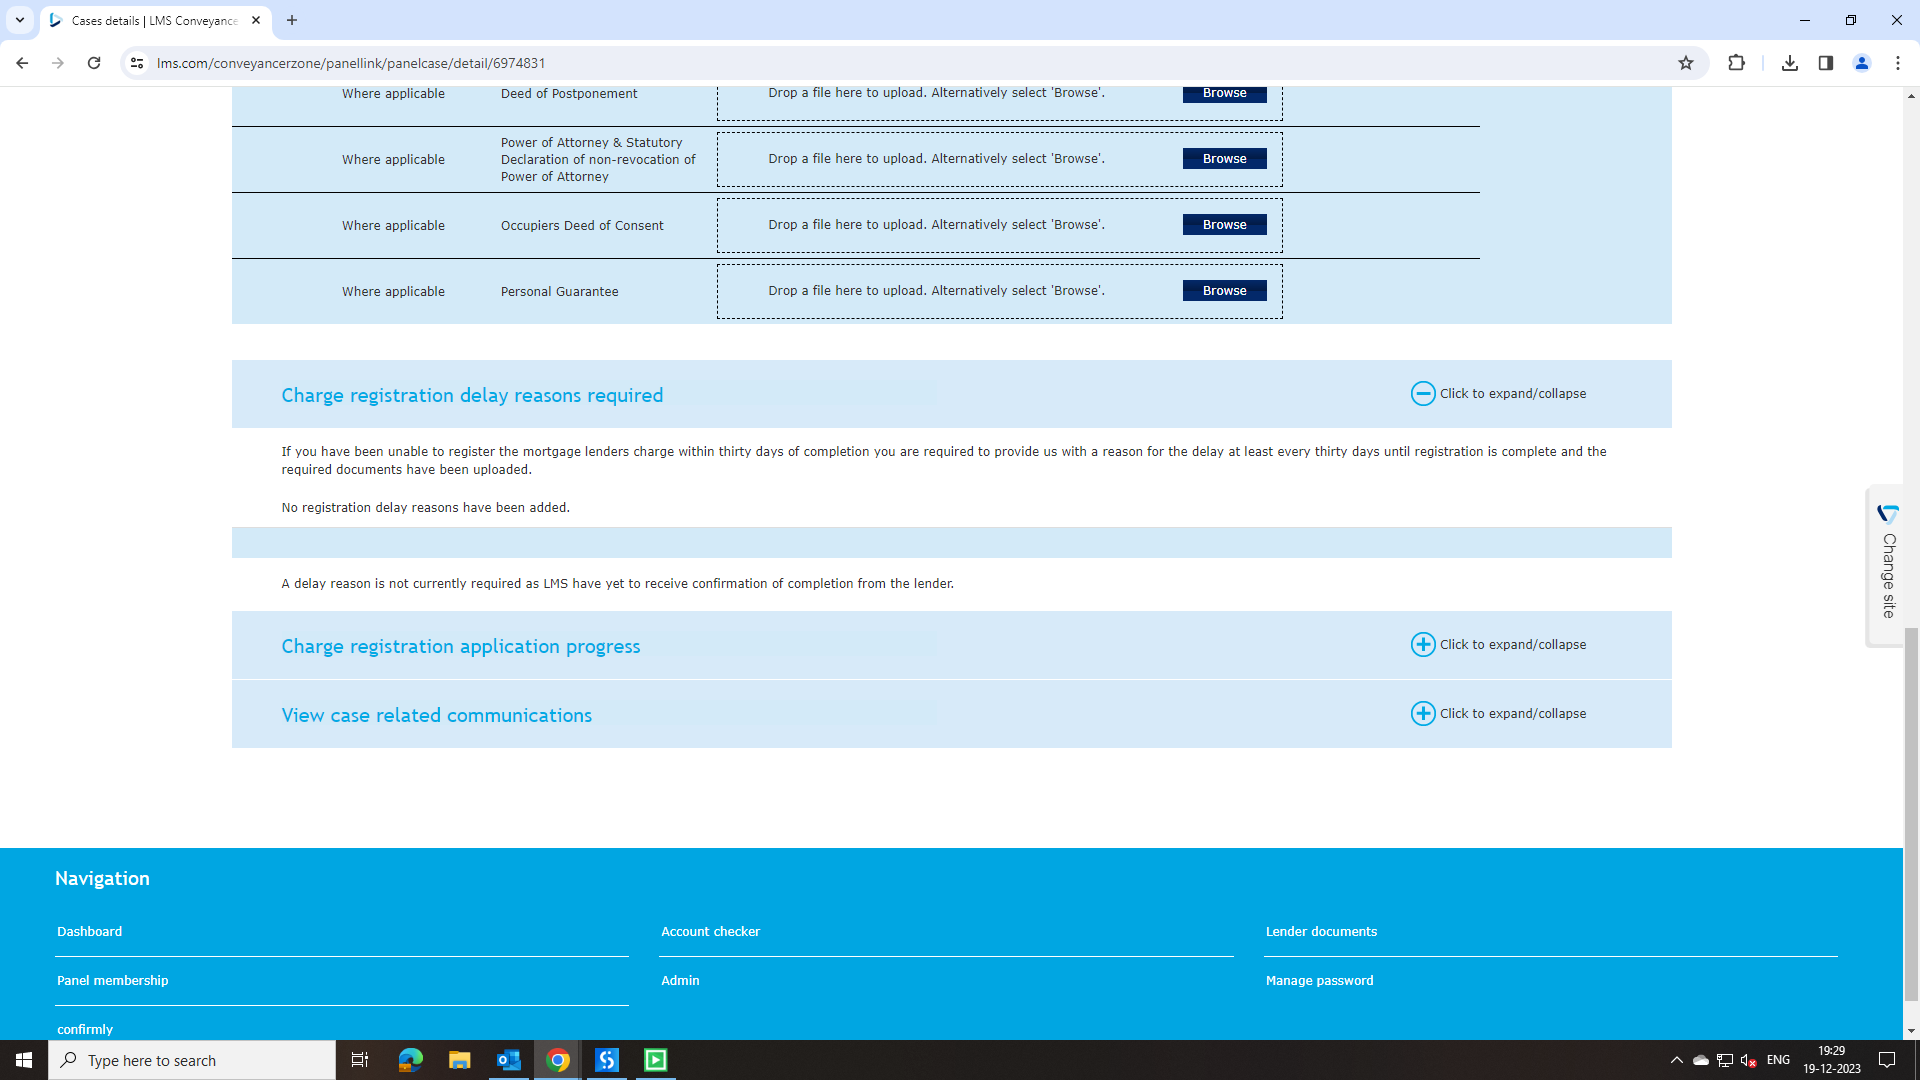 Cases details | LMS Conveyance
lms.com/conveyancerzone/panellink/panelcase/detail/6974831
Where applicable Deed of Postponement Drop a file here to upload. Alternatively select 'Browse'. Browse
Where applicable Power of Attorney & Statutory Declaration of non-revocation of Power of Attorney Drop a file here to upload. Alternatively select 'Browse'. Browse
Where applicable Occupiers Deed of Consent Drop a file here to upload. Alternatively select 'Browse'. Browse
Where applicable Personal Guarantee Drop a file here to upload. Alternatively select 'Browse'. Browse
Charge registration delay reasons required Click to expand/collapse
If you have been unable to register the mortgage lenders charge within thirty days of completion you are required to provide us with a reason for the delay at least every thirty days until registration is complete and the
required documents have been uploaded.
No registration delay reasons have been added.
A delay reason is not currently required as LMS have yet to receive confirmation of completion from the lender.
Charge registration application progress Click to expand/collapse
View case related communications Click to expand/collapse
Change site
Navigation
Dashboard Account checker Lender documents
Panel membership Admin Manage password
confirmly
Type here to search
ENG
19:29
19-12-2023